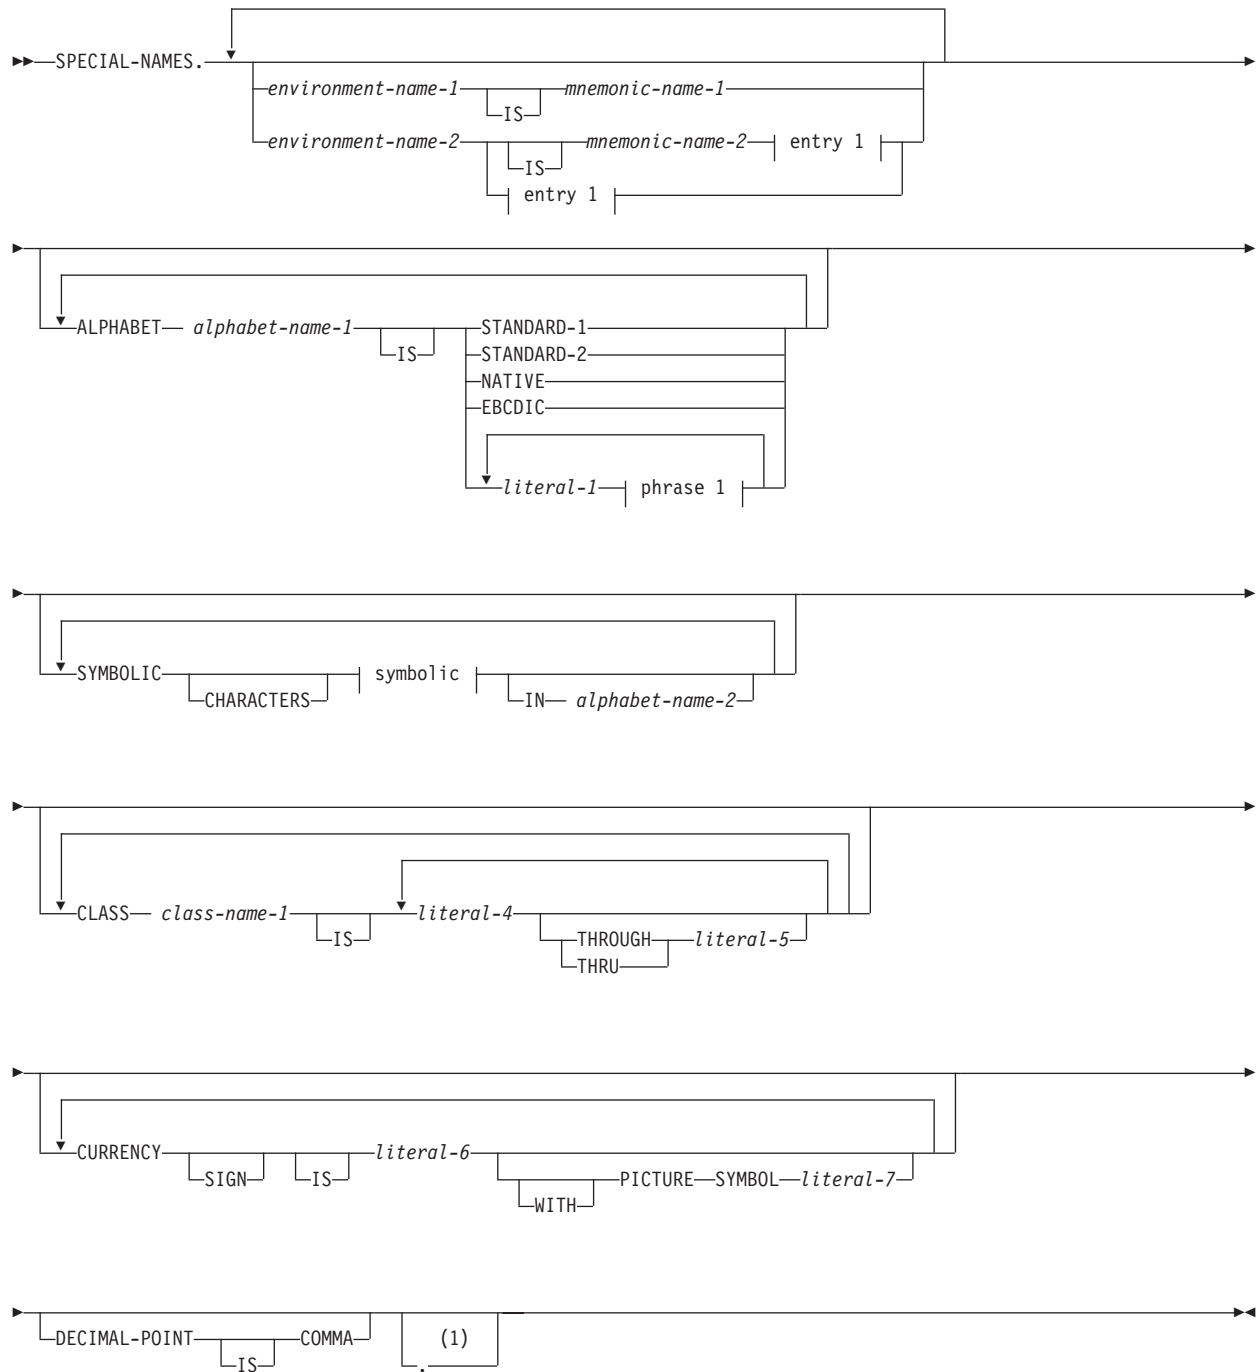 SPECIAL-NAMES.
environment-name-1 IS mnemonic-name-1
environment-name-2 IS mnemonic-name-2 entry 1
entry 1
ALPHABET alphabet-name-1 IS STANDARD-1
STANDARD-2
NATIVE
EBCDIC
literal-1 phrase 1
SYMBOLIC CHARACTERS symbolic IN alphabet-name-2
CLASS class-name-1 IS literal-4 THROUGH literal-5
THRU
CURRENCY SIGN IS literal-6 WITH PICTURE SYMBOL literal-7
DECIMAL-POINT IS COMMA (1)
.